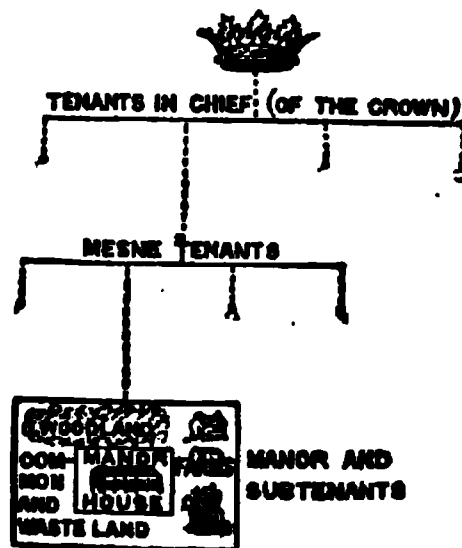 TENANTS IN CHIEF (OF THE CROWN)
MESNE TENANTS
WOODLAND
COM-
MON
AND
WASTE LAND
MANOR
HOUSE
FARMS
MANOR AND
SUBTENANTS